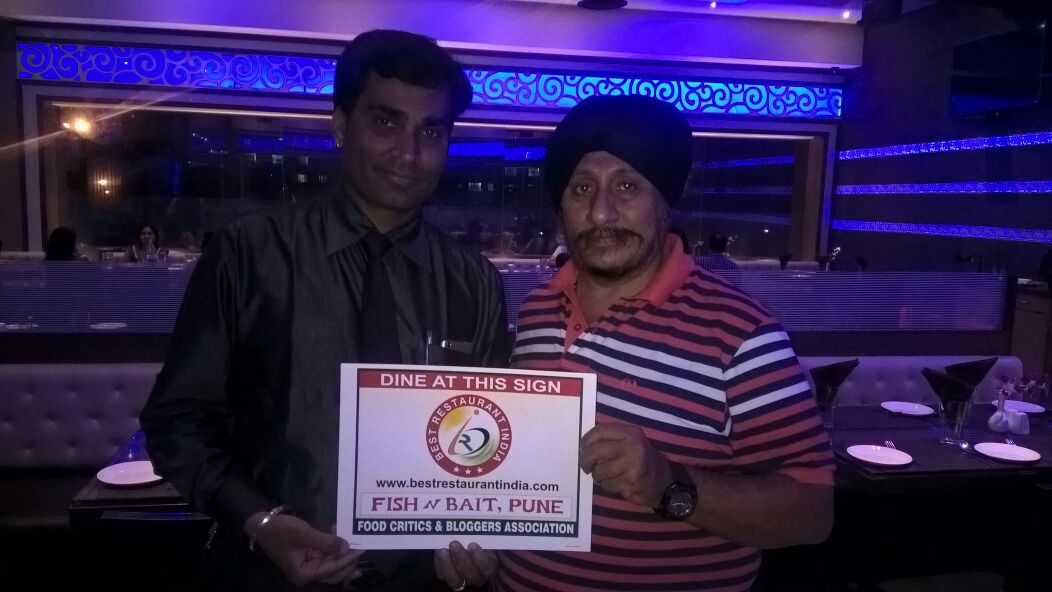 DINE AT THIS SIGN
BEST RESTAURANT INDIA
www.bestrestaurantindia.com
FISH N BAIT, PUNE
FOOD CRITICS & BLOGGERS ASSOCIATION